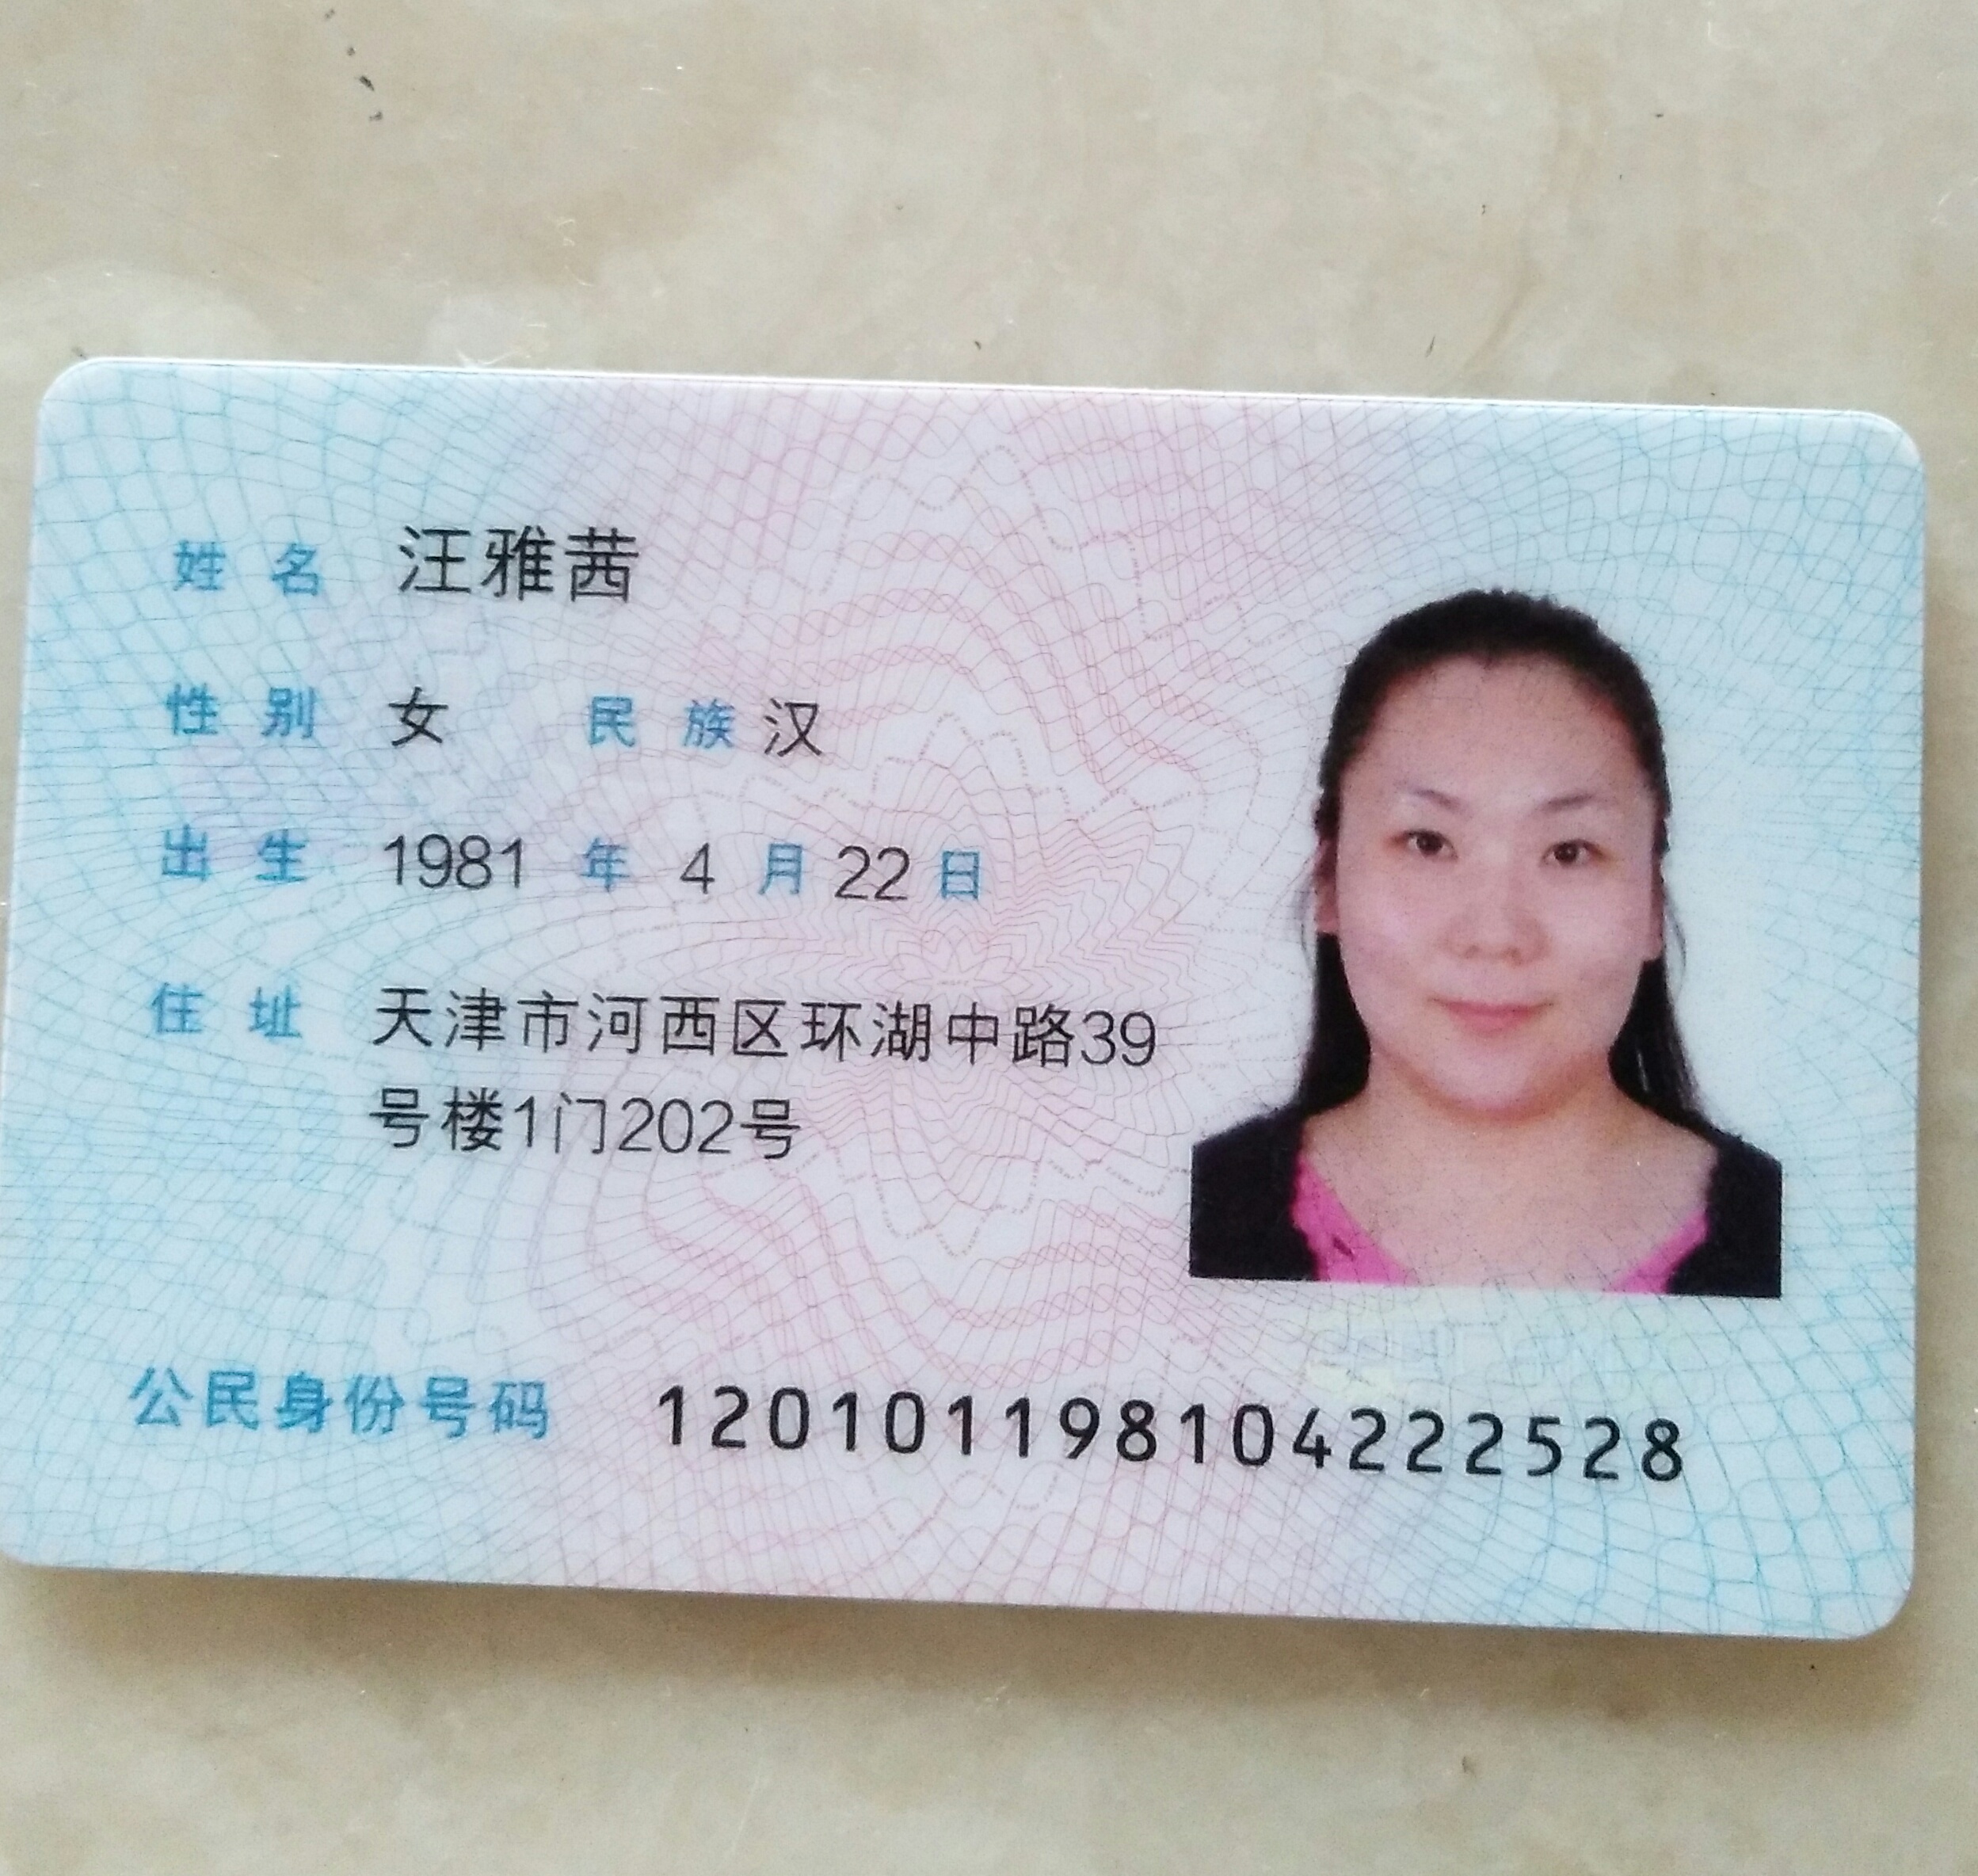 姓名 汪雅茜
性别 女 民族 汉
出生 1981 年 4 月 22 日
住址 天津市河西区环湖中路39
号楼1门202号
公民身份号码 120101198104222528